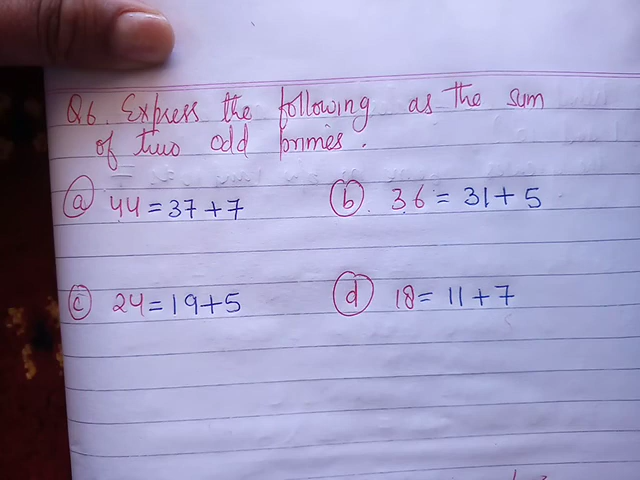 Q6. Express the following as the sum
of two odd primes.
(a) 44 = 37 + 7
(b). 36 = 31 + 5
(c) 24 = 19 + 5
(d) 18 = 11 + 7